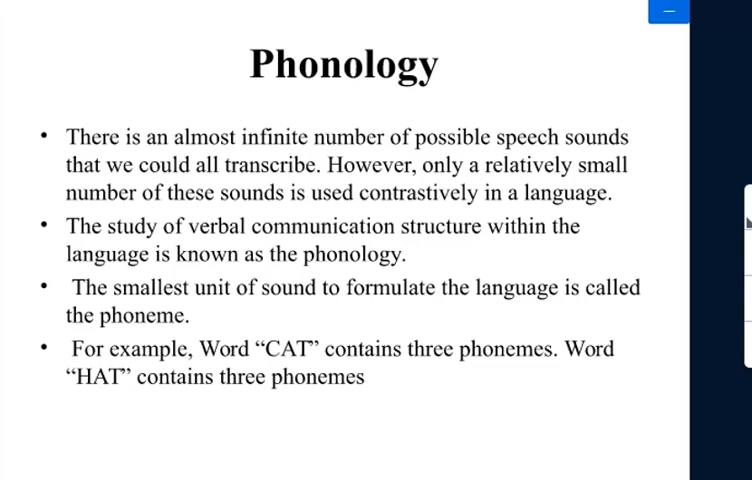 Phonology
• There is an almost infinite number of possible speech sounds
that we could all transcribe. However, only a relatively small
number of these sounds is used contrastively in a language.
• The study of verbal communication structure within the
language is known as the phonology.
• The smallest unit of sound to formulate the language is called
the phoneme.
• For example, Word “CAT” contains three phonemes. Word
“HAT” contains three phonemes